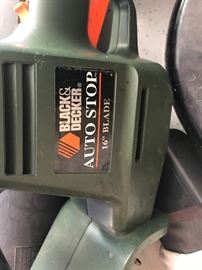 BLACK&
DECKER®
AUTO STOP
16" BLADE